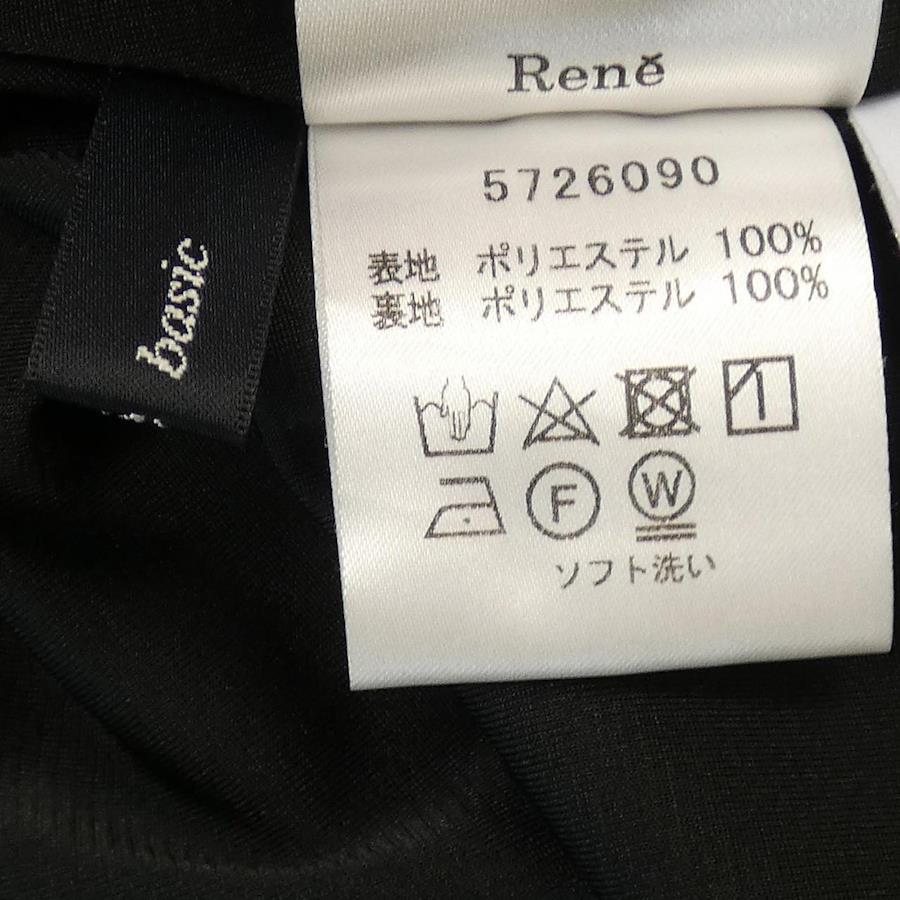 Reně
5726090
表地 ポリエステル 100%
裏地 ポリエステル 100%
F
W
ソフト洗い
basic